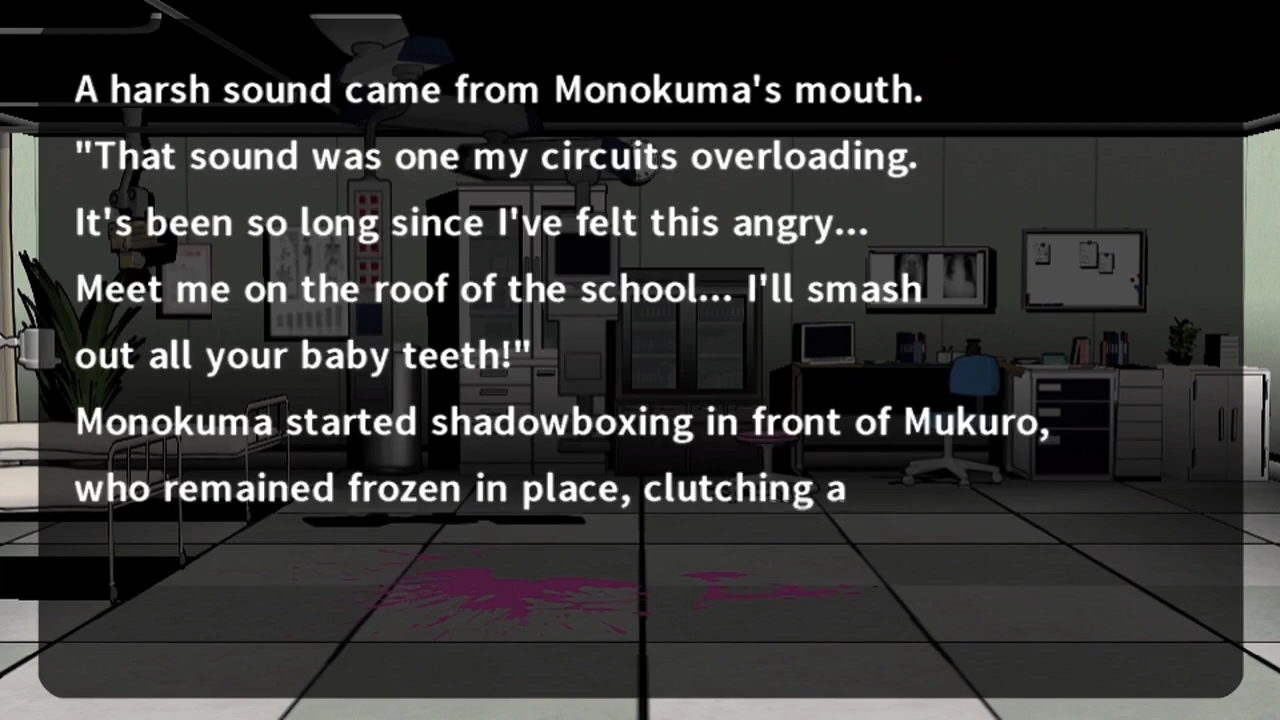 A harsh sound came from Monokuma's mouth.
"That sound was one my circuits overloading.
It's been so long since I've felt this angry...
Meet me on the roof of the school... I'll smash
out all your baby teeth!"
Monokuma started shadowboxing in front of Mukuro,
who remained frozen in place, clutching a